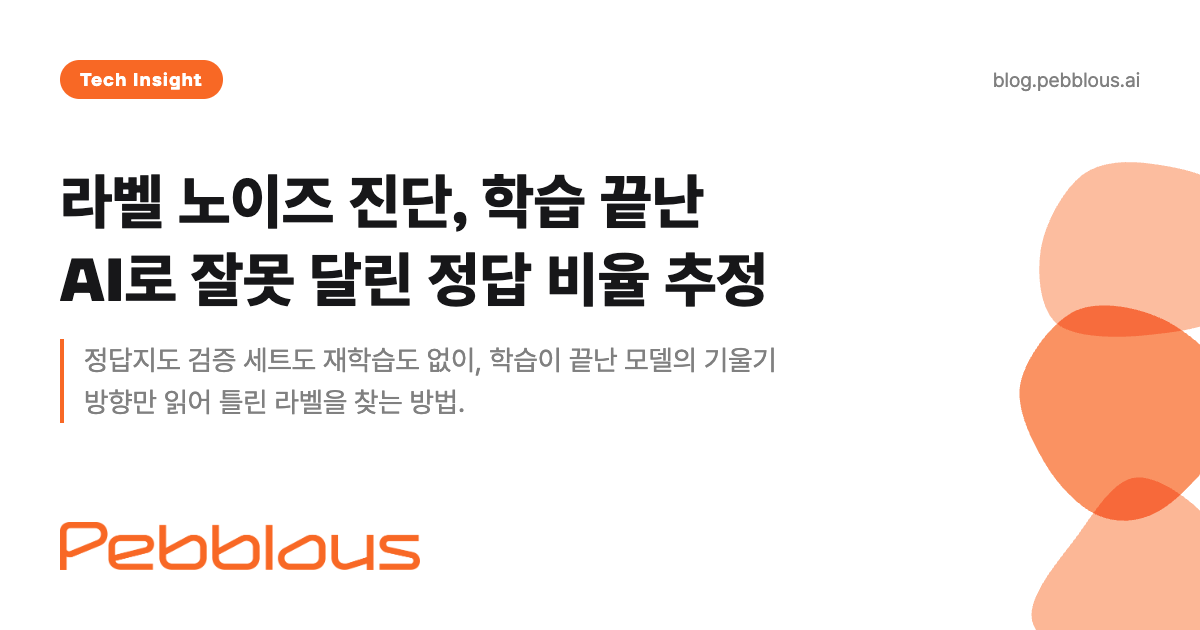 Tech Insight
blog.pebblous.ai
라벨 노이즈 진단, 학습 끝난
AI로 잘못 달린 정답 비율 추정
정답지도 검증 세트도 재학습도 없이, 학습이 끝난 모델의 기울기
방향만 읽어 틀린 라벨을 찾는 방법.
Pebblous